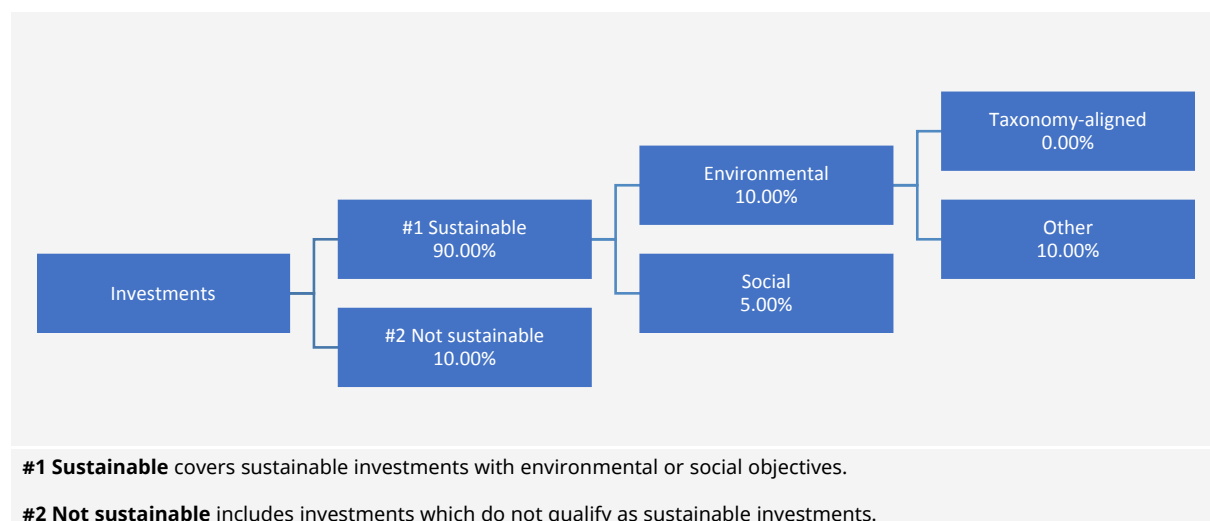 Investments
#1 Sustainable
90.00%
#2 Not sustainable
10.00%
Environmental
10.00%
Social
5.00%
Taxonomy-aligned
0.00%
Other
10.00%
#1 Sustainable covers sustainable investments with environmental or social objectives.
#2 Not sustainable includes investments which do not qualify as sustainable investments.